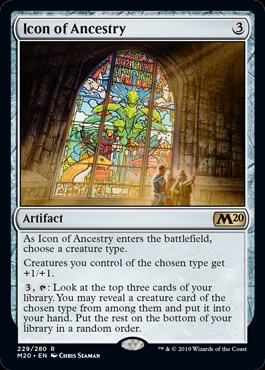 Icon of Ancestry 3
Artifact M20
As Icon of Ancestry enters the battlefield,
choose a creature type.
Creatures you control of the chosen type get
+1/+1.
3, : Look at the top three cards of your
library. You may reveal a creature card of the
chosen type from among them and put it into
your hand. Put the rest on the bottom of your
library in a random order.
229/280 R
M20 • EN Chris Seaman
™ & © 2019 Wizards of the Coast